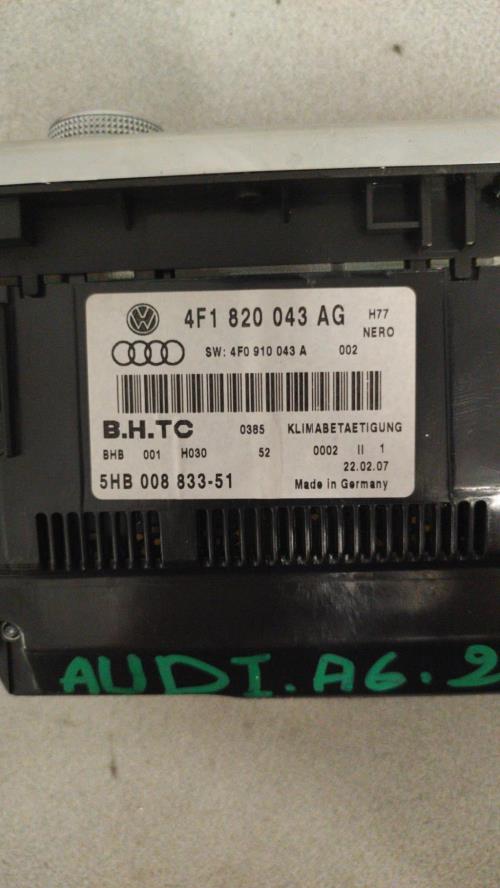 4F1 820 043 AG H77
NERO
SW: 4F0 910 043 A 002
B.H.TC 0385 KLIMABETAETIGUNG
BHB 001 H030 52 0002 II 1
22.02.07
5HB 008 833-51 Made in Germany
AUDI.A6.2